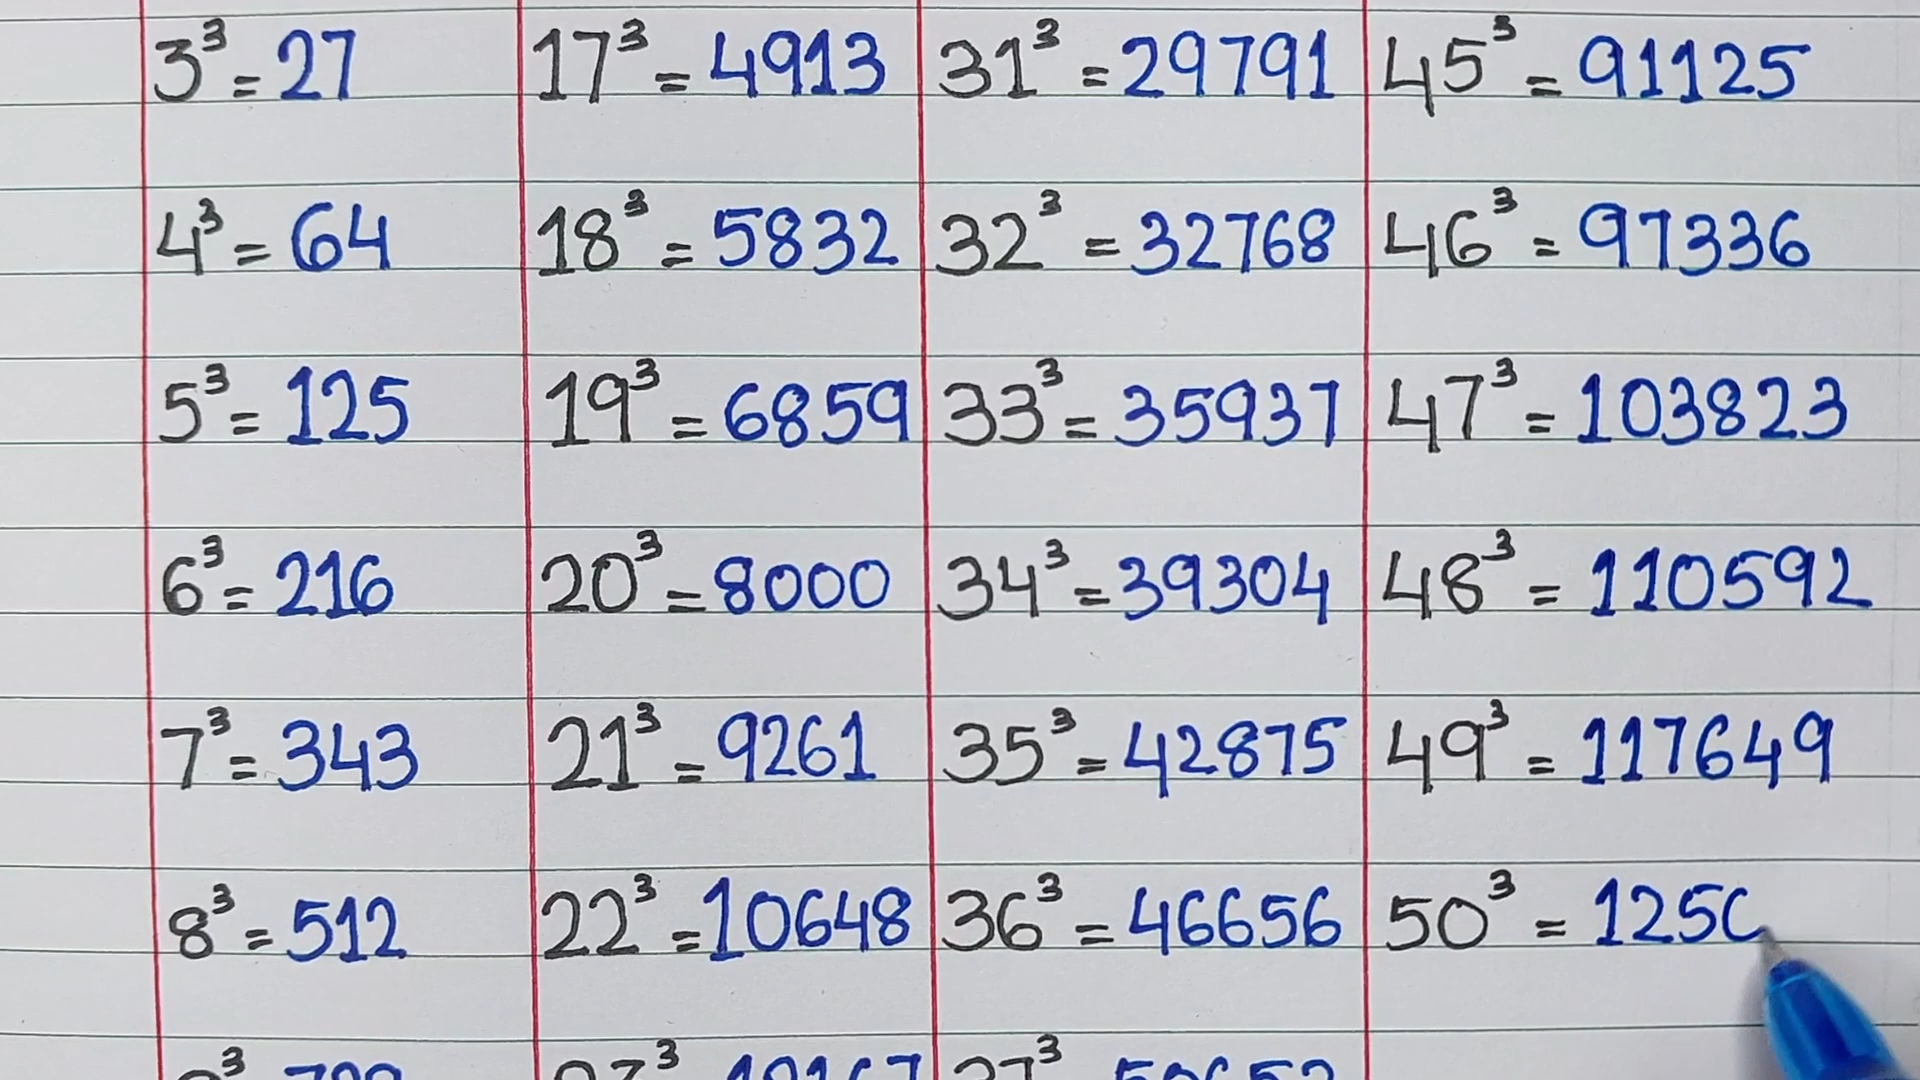 3³ = 27 17³ = 4913 31³ = 29791 45³ = 91125
4³ = 64 18³ = 5832 32³ = 32768 46³ = 97336
5³ = 125 19³ = 6859 33³ = 35937 47³ = 103823
6³ = 216 20³ = 8000 34³ = 39304 48³ = 110592
7³ = 343 21³ = 9261 35³ = 42875 49³ = 117649
8³ = 512 22³ = 10648 36³ = 46656 50³ = 125